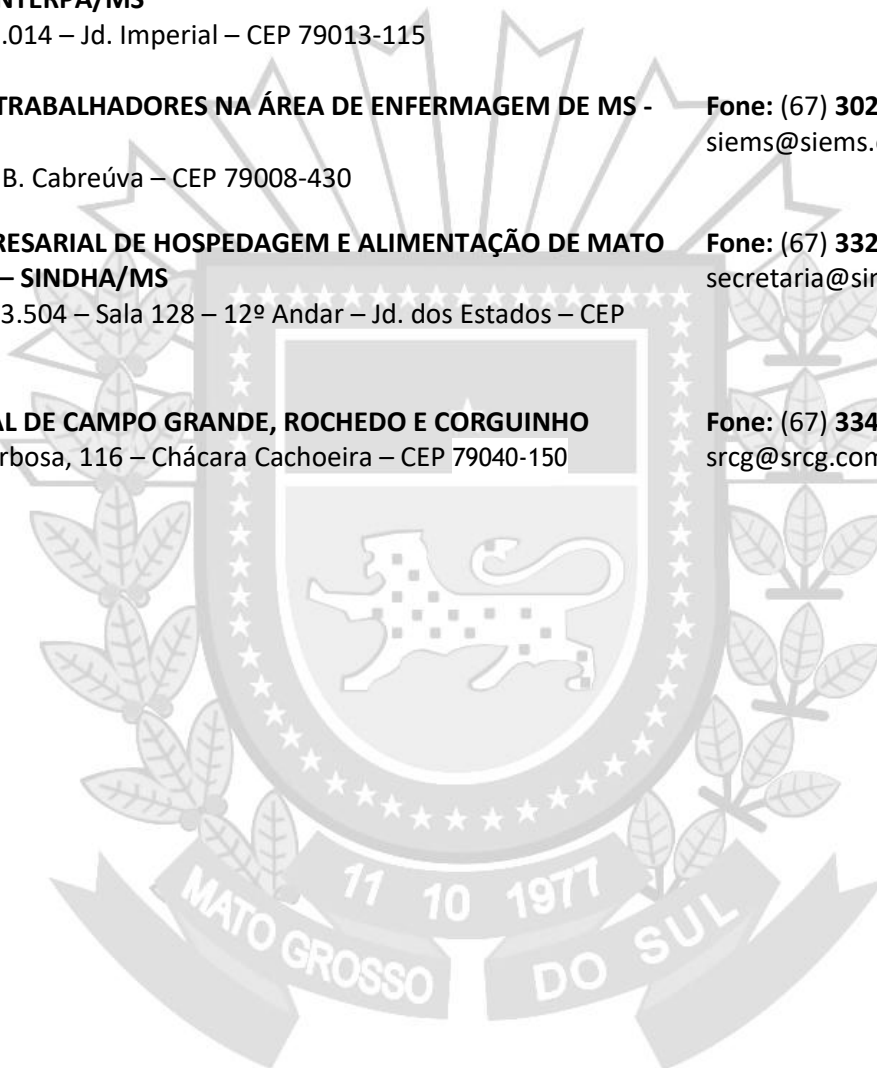 INTERPA/MS
.014 – Jd. Imperial – CEP 79013-115
TRABALHADORES NA ÁREA DE ENFERMAGEM DE MS -
Fone: (67) 302
siems@siems.
B. Cabreúva – CEP 79008-430
RESARIAL DE HOSPEDAGEM E ALIMENTAÇÃO DE MATO
Fone: (67) 332
– SINDHA/MS
secretaria@sin
3.504 – Sala 128 – 12º Andar – Jd. dos Estados – CEP
AL DE CAMPO GRANDE, ROCHEDO E CORGUINHO
Fone: (67) 334
rbosa, 116 – Chácara Cachoeira – CEP 79040-150
srcg@srcg.com
11 10 1977
MATO GROSSO DO SUL